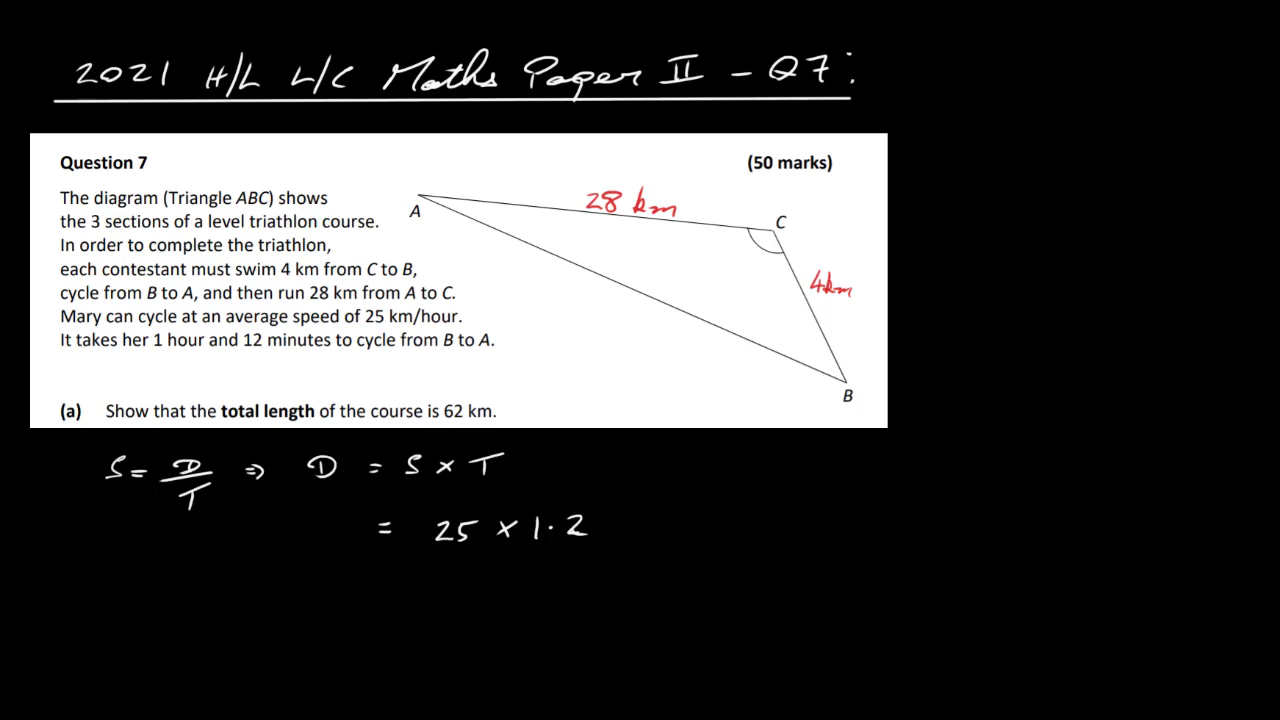 2021 H/L L/C Maths Paper II - Q7:
Question 7 (50 marks)
The diagram (Triangle ABC) shows
the 3 sections of a level triathlon course.
In order to complete the triathlon,
each contestant must swim 4 km from C to B,
cycle from B to A, and then run 28 km from A to C.
Mary can cycle at an average speed of 25 km/hour.
It takes her 1 hour and 12 minutes to cycle from B to A.
A
28 km
C
4km
B
(a) Show that the total length of the course is 62 km.
S = D/T ⇒ D = S × T
= 25 × 1.2